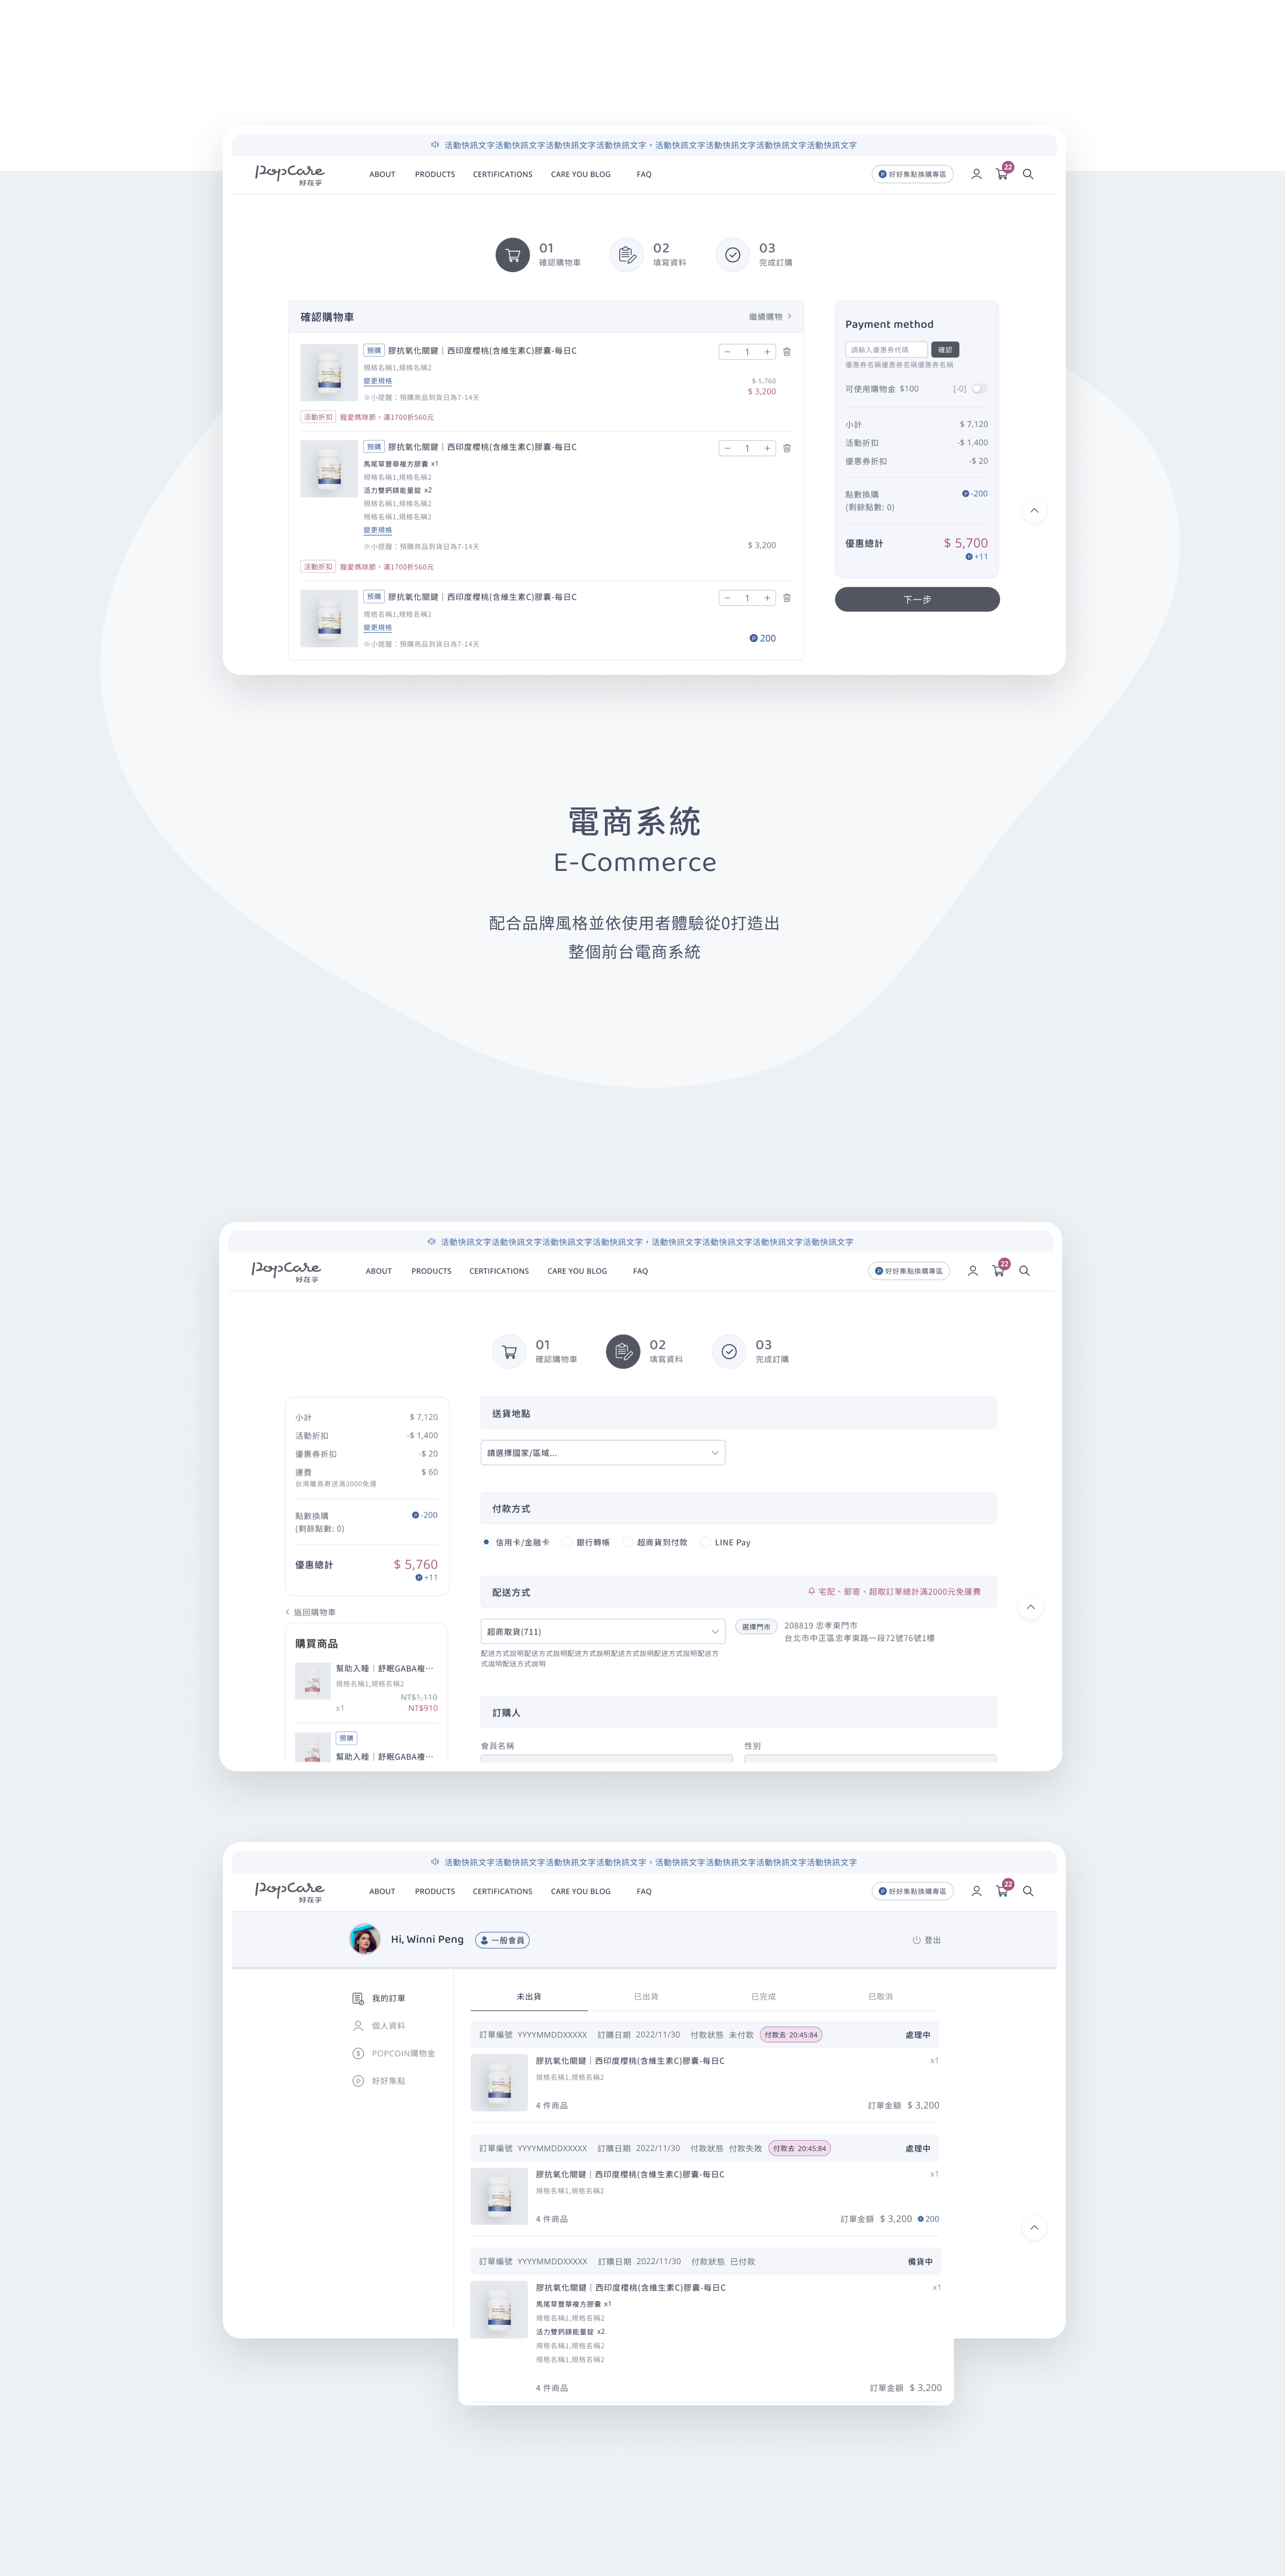 活動快訊文字活動快訊文字活動快訊文字活動快訊文字，活動快訊文字活動快訊文字活動快訊文字活動快訊文字
PopCare
好在乎
ABOUT PRODUCTS CERTIFICATIONS CARE YOU BLOG FAQ
P 好好集點換購專區
22
01
確認購物車
02
填寫資料
03
完成訂購
確認購物車
繼續購物
預購 膠抗氧化關鍵｜西印度櫻桃(含維生素C)膠囊-每日C
− 1 +
規格名稱1,規格名稱2
變更規格
$ 1,760
$ 3,200
※小提醒：預購商品到貨日為7-14天
活動折扣 寵愛媽咪節，滿1700折560元
預購 膠抗氧化關鍵｜西印度櫻桃(含維生素C)膠囊-每日C
− 1 +
馬尾草豐華複方膠囊 x1
規格名稱1,規格名稱2
活力雙鈣鎂能量錠 x2
規格名稱1,規格名稱2
規格名稱1,規格名稱2
變更規格
※小提醒：預購商品到貨日為7-14天
$ 3,200
活動折扣 寵愛媽咪節，滿1700折560元
預購 膠抗氧化關鍵｜西印度櫻桃(含維生素C)膠囊-每日C
− 1 +
規格名稱1,規格名稱2
變更規格
※小提醒：預購商品到貨日為7-14天
P 200
Payment method
請輸入優惠券代碼 確認
優惠券名稱優惠券名稱優惠券名稱
可使用購物金 $100 [-0]
小計 $ 7,120
活動折扣 -$ 1,400
優惠券折扣 -$ 20
點數換購 P -200
(剩餘點數: 0)
優惠總計 $ 5,700
P +11
下一步
電商系統
E-Commerce
配合品牌風格並依使用者體驗從0打造出
整個前台電商系統
活動快訊文字活動快訊文字活動快訊文字活動快訊文字，活動快訊文字活動快訊文字活動快訊文字活動快訊文字
PopCare
好在乎
ABOUT PRODUCTS CERTIFICATIONS CARE YOU BLOG FAQ
P 好好集點換購專區
22
01
確認購物車
02
填寫資料
03
完成訂購
小計 $ 7,120
活動折扣 -$ 1,400
優惠券折扣 -$ 20
運費 $ 60
台灣離島寄送滿3000免運
點數換購 P -200
(剩餘點數: 0)
優惠總計 $ 5,760
P +11
返回購物車
購買商品
幫助入睡｜舒眠GABA複⋯
規格名稱1,規格名稱2
NT$1,110
x1 NT$910
預購
幫助入睡｜舒眠GABA複⋯
送貨地點
請選擇國家/區域...
付款方式
信用卡/金融卡 銀行轉帳 超商貨到付款 LINE Pay
配送方式
宅配、郵寄、超取訂單總計滿2000元免運費
超商取貨(711)
選擇門市
208819 忠孝東門市
台北市中正區忠孝東路一段72號76號1樓
配送方式說明配送方式說明配送方式說明配送方式說明配送方式說明配送方
式說明配送方式說明
訂購人
會員名稱 性別
活動快訊文字活動快訊文字活動快訊文字活動快訊文字，活動快訊文字活動快訊文字活動快訊文字活動快訊文字
PopCare
好在乎
ABOUT PRODUCTS CERTIFICATIONS CARE YOU BLOG FAQ
P 好好集點換購專區
22
Hi, Winni Peng 一般會員
登出
我的訂單
個人資料
$ POPCOIN購物金
P 好好集點
未出貨 已出貨 已完成 已取消
訂單編號 YYYYMMDDXXXXX 訂購日期 2022/11/30 付款狀態 未付款 付款去 20:45:84 處理中
膠抗氧化關鍵｜西印度櫻桃(含維生素C)膠囊-每日C x1
規格名稱1,規格名稱2
4 件商品 訂單金額 $ 3,200
訂單編號 YYYYMMDDXXXXX 訂購日期 2022/11/30 付款狀態 付款失敗 付款去 20:45:84 處理中
膠抗氧化關鍵｜西印度櫻桃(含維生素C)膠囊-每日C x1
規格名稱1,規格名稱2
4 件商品 訂單金額 $ 3,200 P 200
訂單編號 YYYYMMDDXXXXX 訂購日期 2022/11/30 付款狀態 已付款 備貨中
膠抗氧化關鍵｜西印度櫻桃(含維生素C)膠囊-每日C x1
馬尾草豐華複方膠囊 x1
規格名稱1,規格名稱2
活力雙鈣鎂能量錠 x2
規格名稱1,規格名稱2
規格名稱1,規格名稱2
4 件商品 訂單金額 $ 3,200